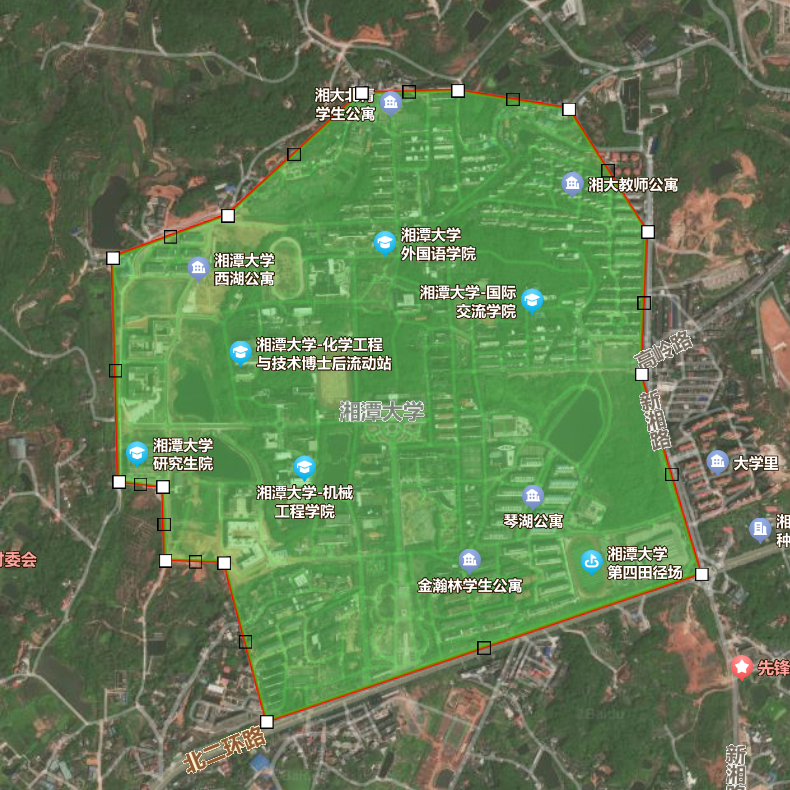 湘大北苑
学生公寓
湘大教师公寓
湘潭大学
外国语学院
湘潭大学
西湖公寓
湘潭大学-国际
交流学院
湘潭大学-化学工程
与技术博士后流动站
高岭路
新湘路
湘潭大学
湘潭大学
研究生院
大学里
湘潭大学-机械
工程学院
琴湖公寓
湘
种
村委会
湘潭大学
第四田径场
金瀚林学生公寓
先锋
北二环路
新湘路